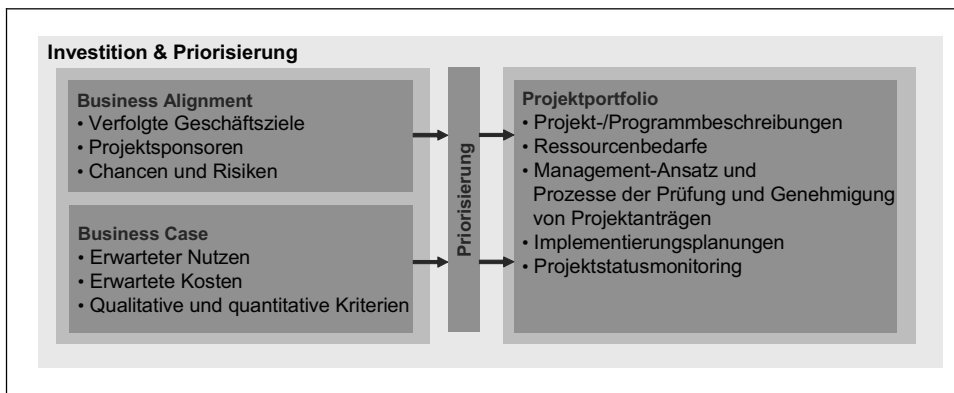 Investition & Priorisierung
Business Alignment
• Verfolgte Geschäftsziele
• Projektsponsoren
• Chancen und Risiken
Business Case
• Erwarteter Nutzen
• Erwartete Kosten
• Qualitative und quantitative Kriterien
Priorisierung
Projektportfolio
• Projekt-/Programmbeschreibungen
• Ressourcenbedarfe
• Management-Ansatz und
Prozesse der Prüfung und Genehmigung
von Projektanträgen
• Implementierungsplanungen
• Projektstatusmonitoring